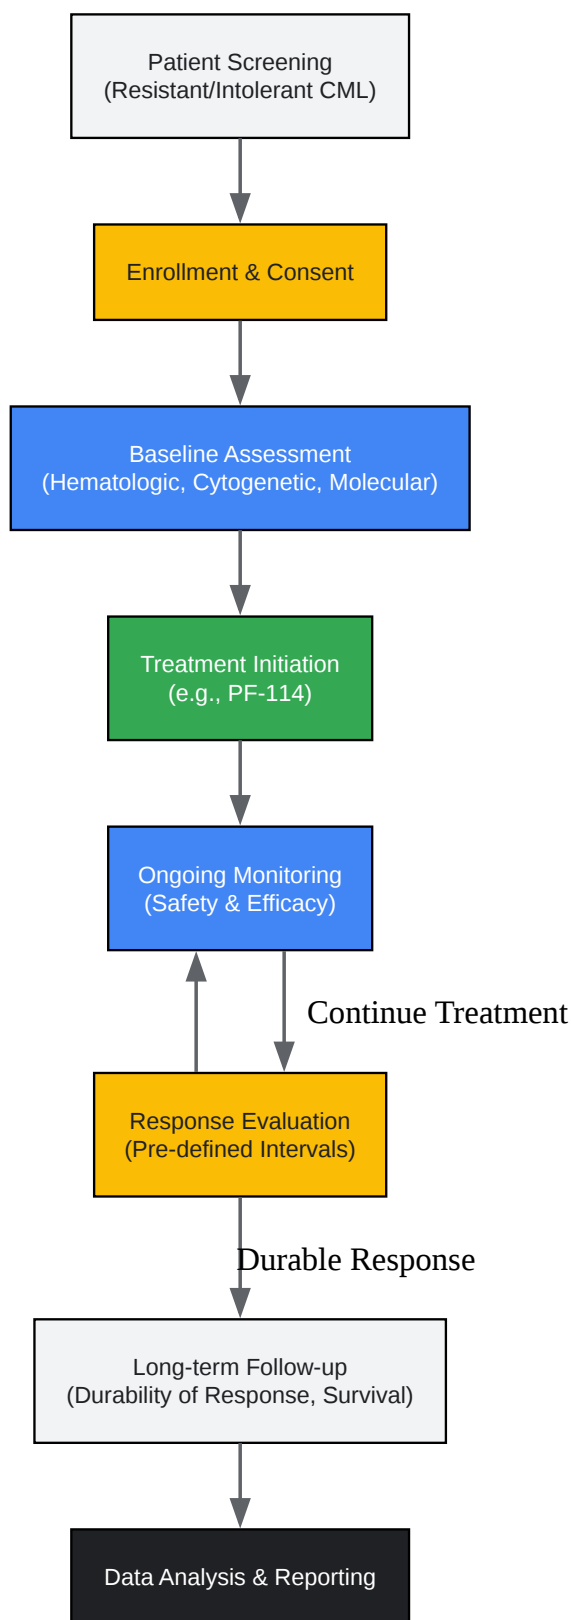 Patient Screening
(Resistant/Intolerant CML)
Enrollment & Consent
Baseline Assessment
(Hematologic, Cytogenetic, Molecular)
Treatment Initiation
(e.g., PF-114)
Ongoing Monitoring
(Safety & Efficacy)
Continue Treatment
Response Evaluation
(Pre-defined Intervals)
Durable Response
Long-term Follow-up
(Durability of Response, Survival)
Data Analysis & Reporting